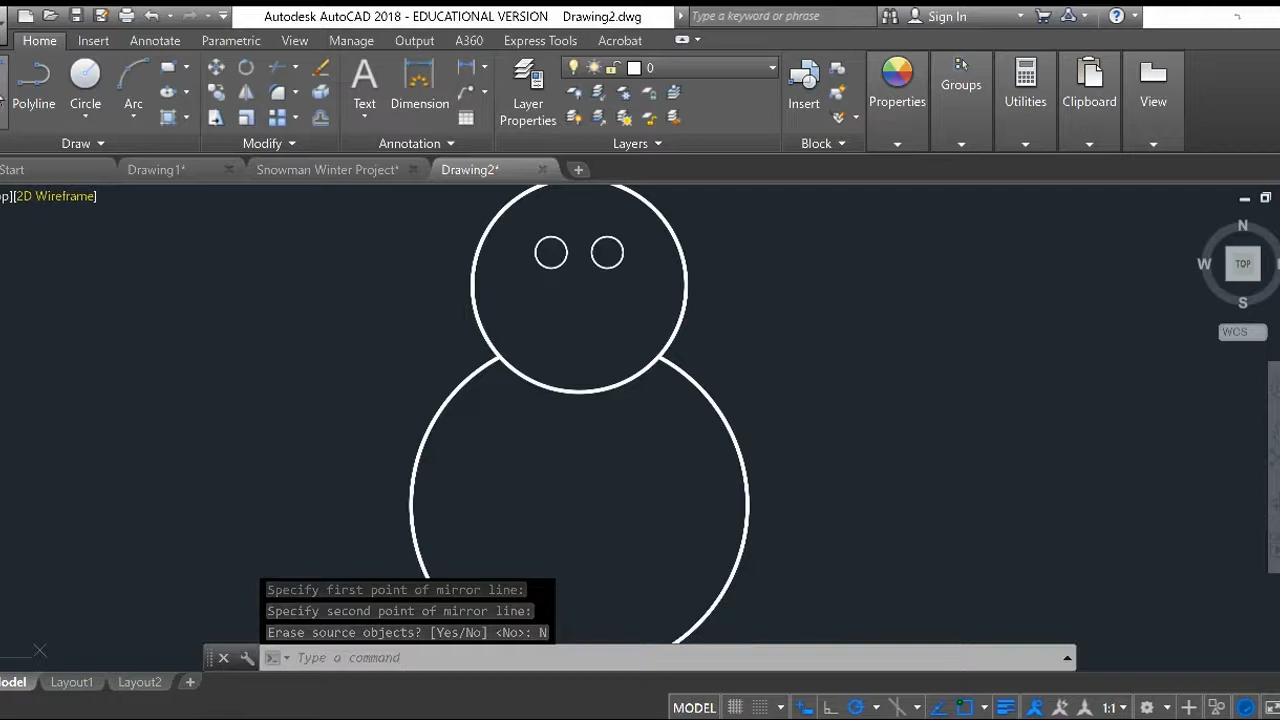 Autodesk AutoCAD 2018 - EDUCATIONAL VERSION Drawing2.dwg Type a keyword or phrase Sign In
Home Insert Annotate Parametric View Manage Output A360 Express Tools Acrobat
Polyline Circle Arc Text Dimension Layer Properties 0 Insert Properties Groups Utilities Clipboard View
Draw Modify Annotation Layers Block
Start Drawing1* Snowman Winter Project* Drawing2*
op][2D Wireframe]
N
W TOP
S
WCS
Specify first point of mirror line:
Specify second point of mirror line:
Erase source objects? [Yes/No] <No>: N
Type a command
odel Layout1 Layout2
MODEL 1:1